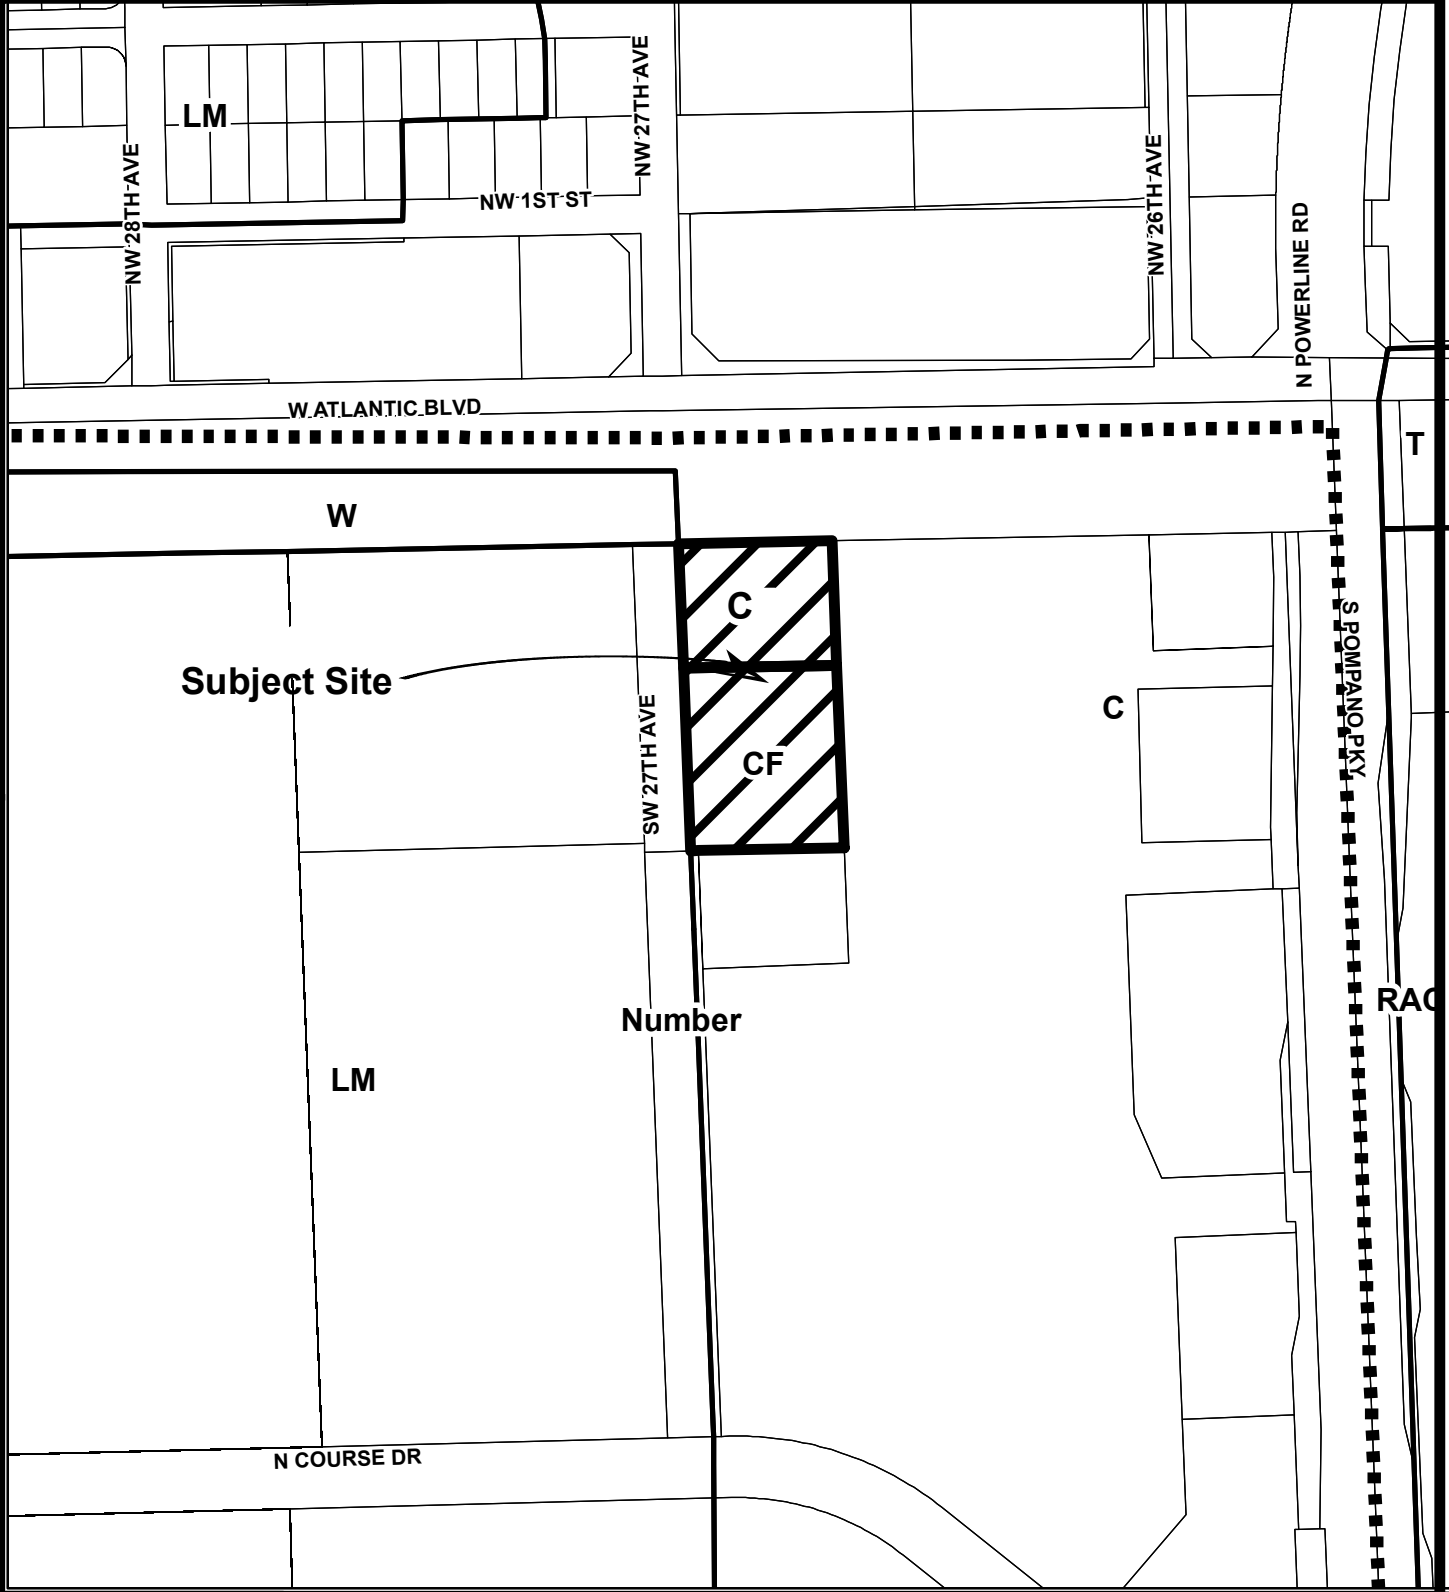 LM
NW 27TH AVE
NW 28TH AVE
NW 1ST ST
NW 26TH AVE
N POWERLINE RD
W ATLANTIC BLVD
T
W
C
Subject Site
S POMPANO PKY
SW 27TH AVE
C
CF
RAC
Number
LM
N COURSE DR